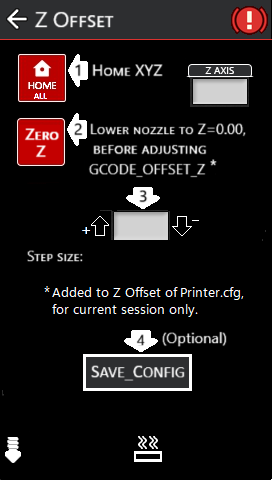 Z Offset
HOME
ALL
1 Home XYZ
Z AXIS
Zero
Z
2 Lower nozzle to Z=0.00,
before adjusting
GCODE_OFFSET_Z *
3
+ −
Step size:
* Added to Z Offset of Printer.cfg,
for current session only.
4 (Optional)
Save_Config